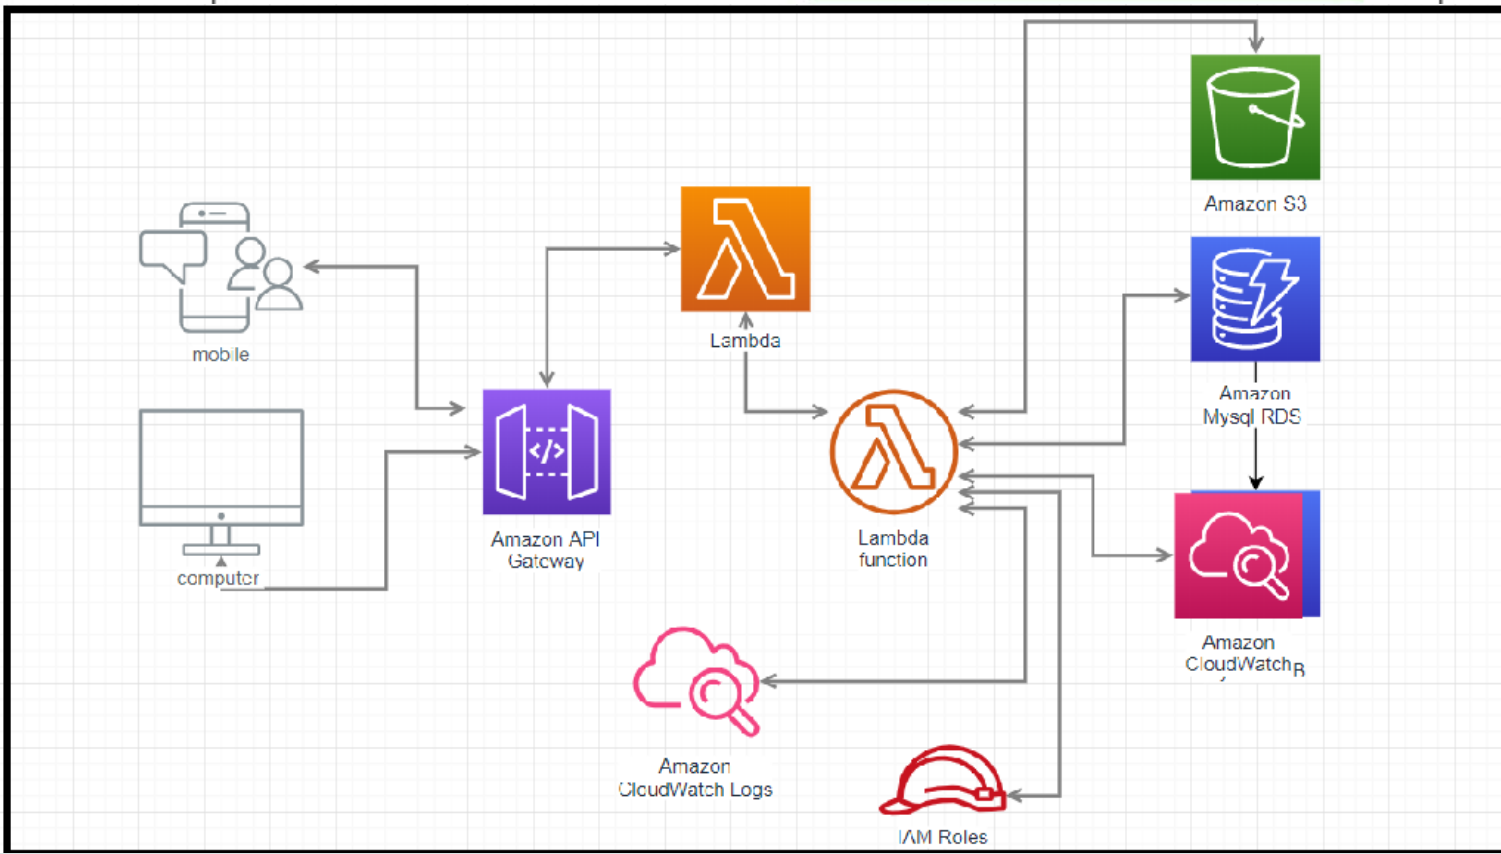 Amazon S3
Lambda
mobile
Amazon
Mysql RDS
</>
Amazon API
Gateway
Lambda
function
computer
Amazon
CloudWatch
B
Amazon
CloudWatch Logs
IAM Roles